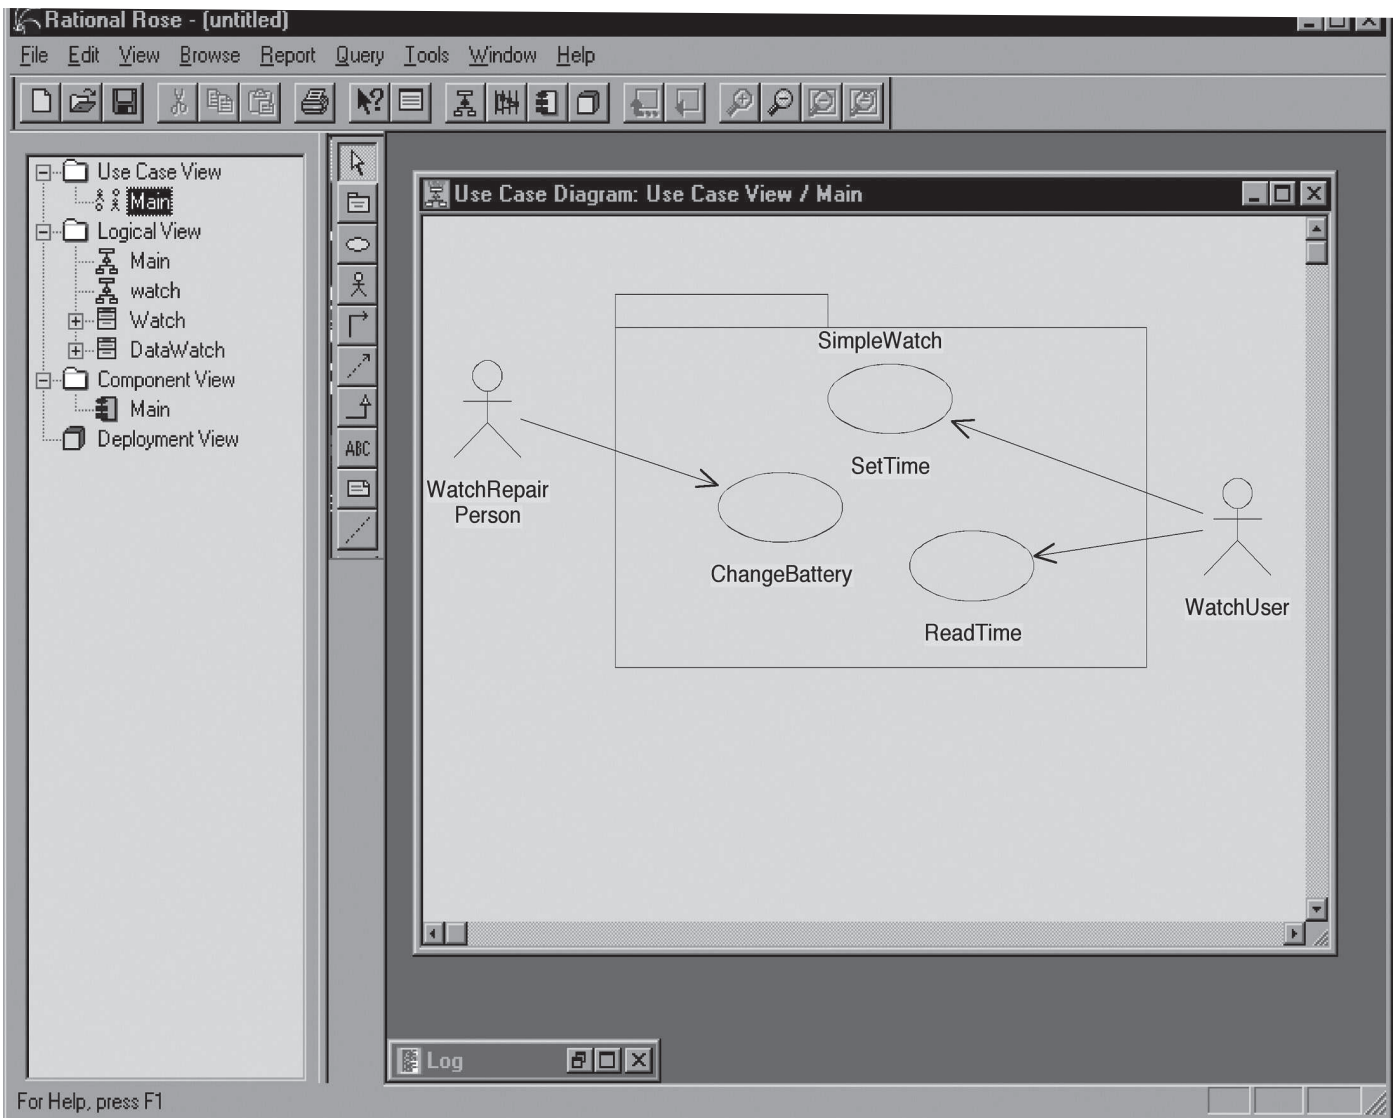 Rational Rose - (untitled)
File Edit View Browse Report Query Tools Window Help
Use Case View
Main
Logical View
Main
watch
Watch
DataWatch
Component View
Main
Deployment View
ABC
Use Case Diagram: Use Case View / Main
SimpleWatch
SetTime
WatchRepair
Person
ChangeBattery
ReadTime
WatchUser
Log
For Help, press F1